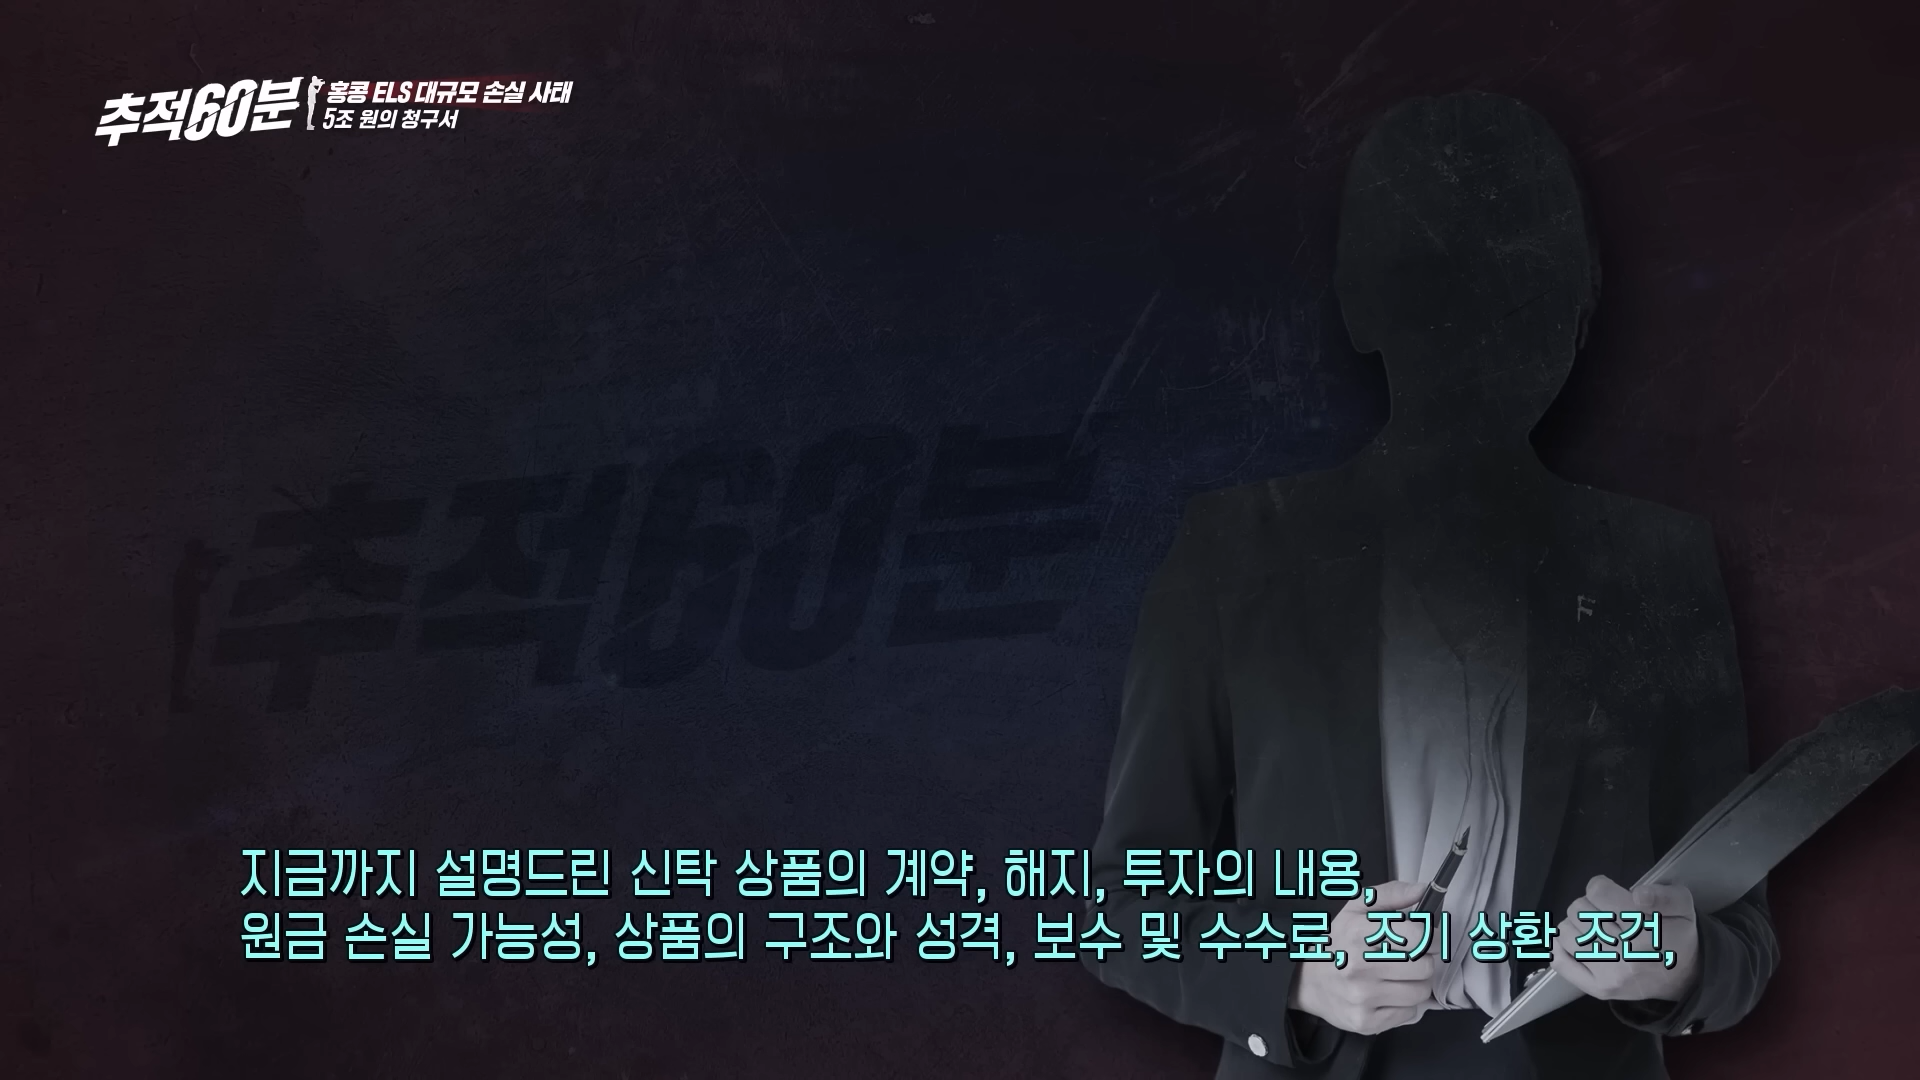 추적60분
홍콩 ELS 대규모 손실 사태
5조 원의 청구서
추적60분
지금까지 설명드린 신탁 상품의 계약, 해지, 투자의 내용,
원금 손실 가능성, 상품의 구조와 성격, 보수 및 수수료, 조기 상환 조건,